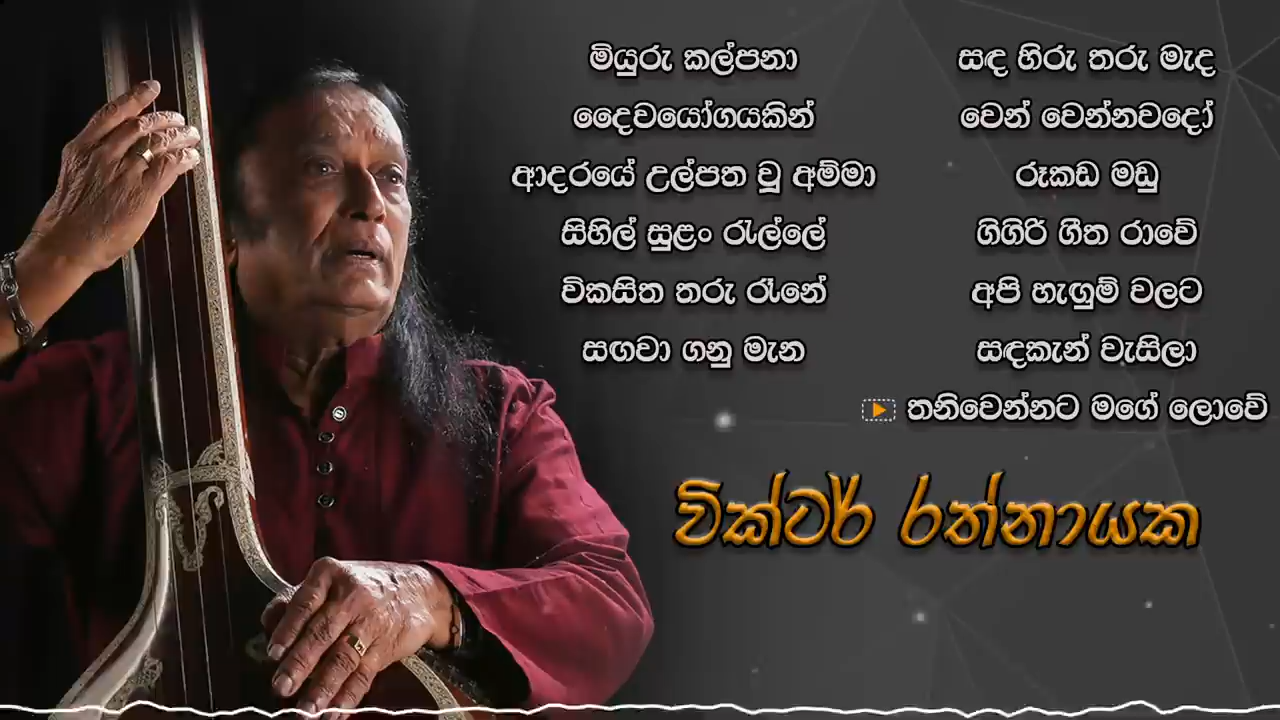 මියුරු කල්පනා
දෛවයෝගයකින්
ආදරයේ උල්පත වූ අම්මා
සිහිල් සුළං රැල්ලේ
විකසිත තරු රෑනේ
සඟවා ගනු මැන
සඳ හිරු තරු මැද
වෙන් වෙන්නවදෝ
රූකඩ මඩු
ගිගිරි ගීත රාවේ
අපි හැඟුම් වලට
සඳකැන් වැසිලා
තනිවෙන්නට මගේ ලොවේ
වික්ටර් රත්නායක